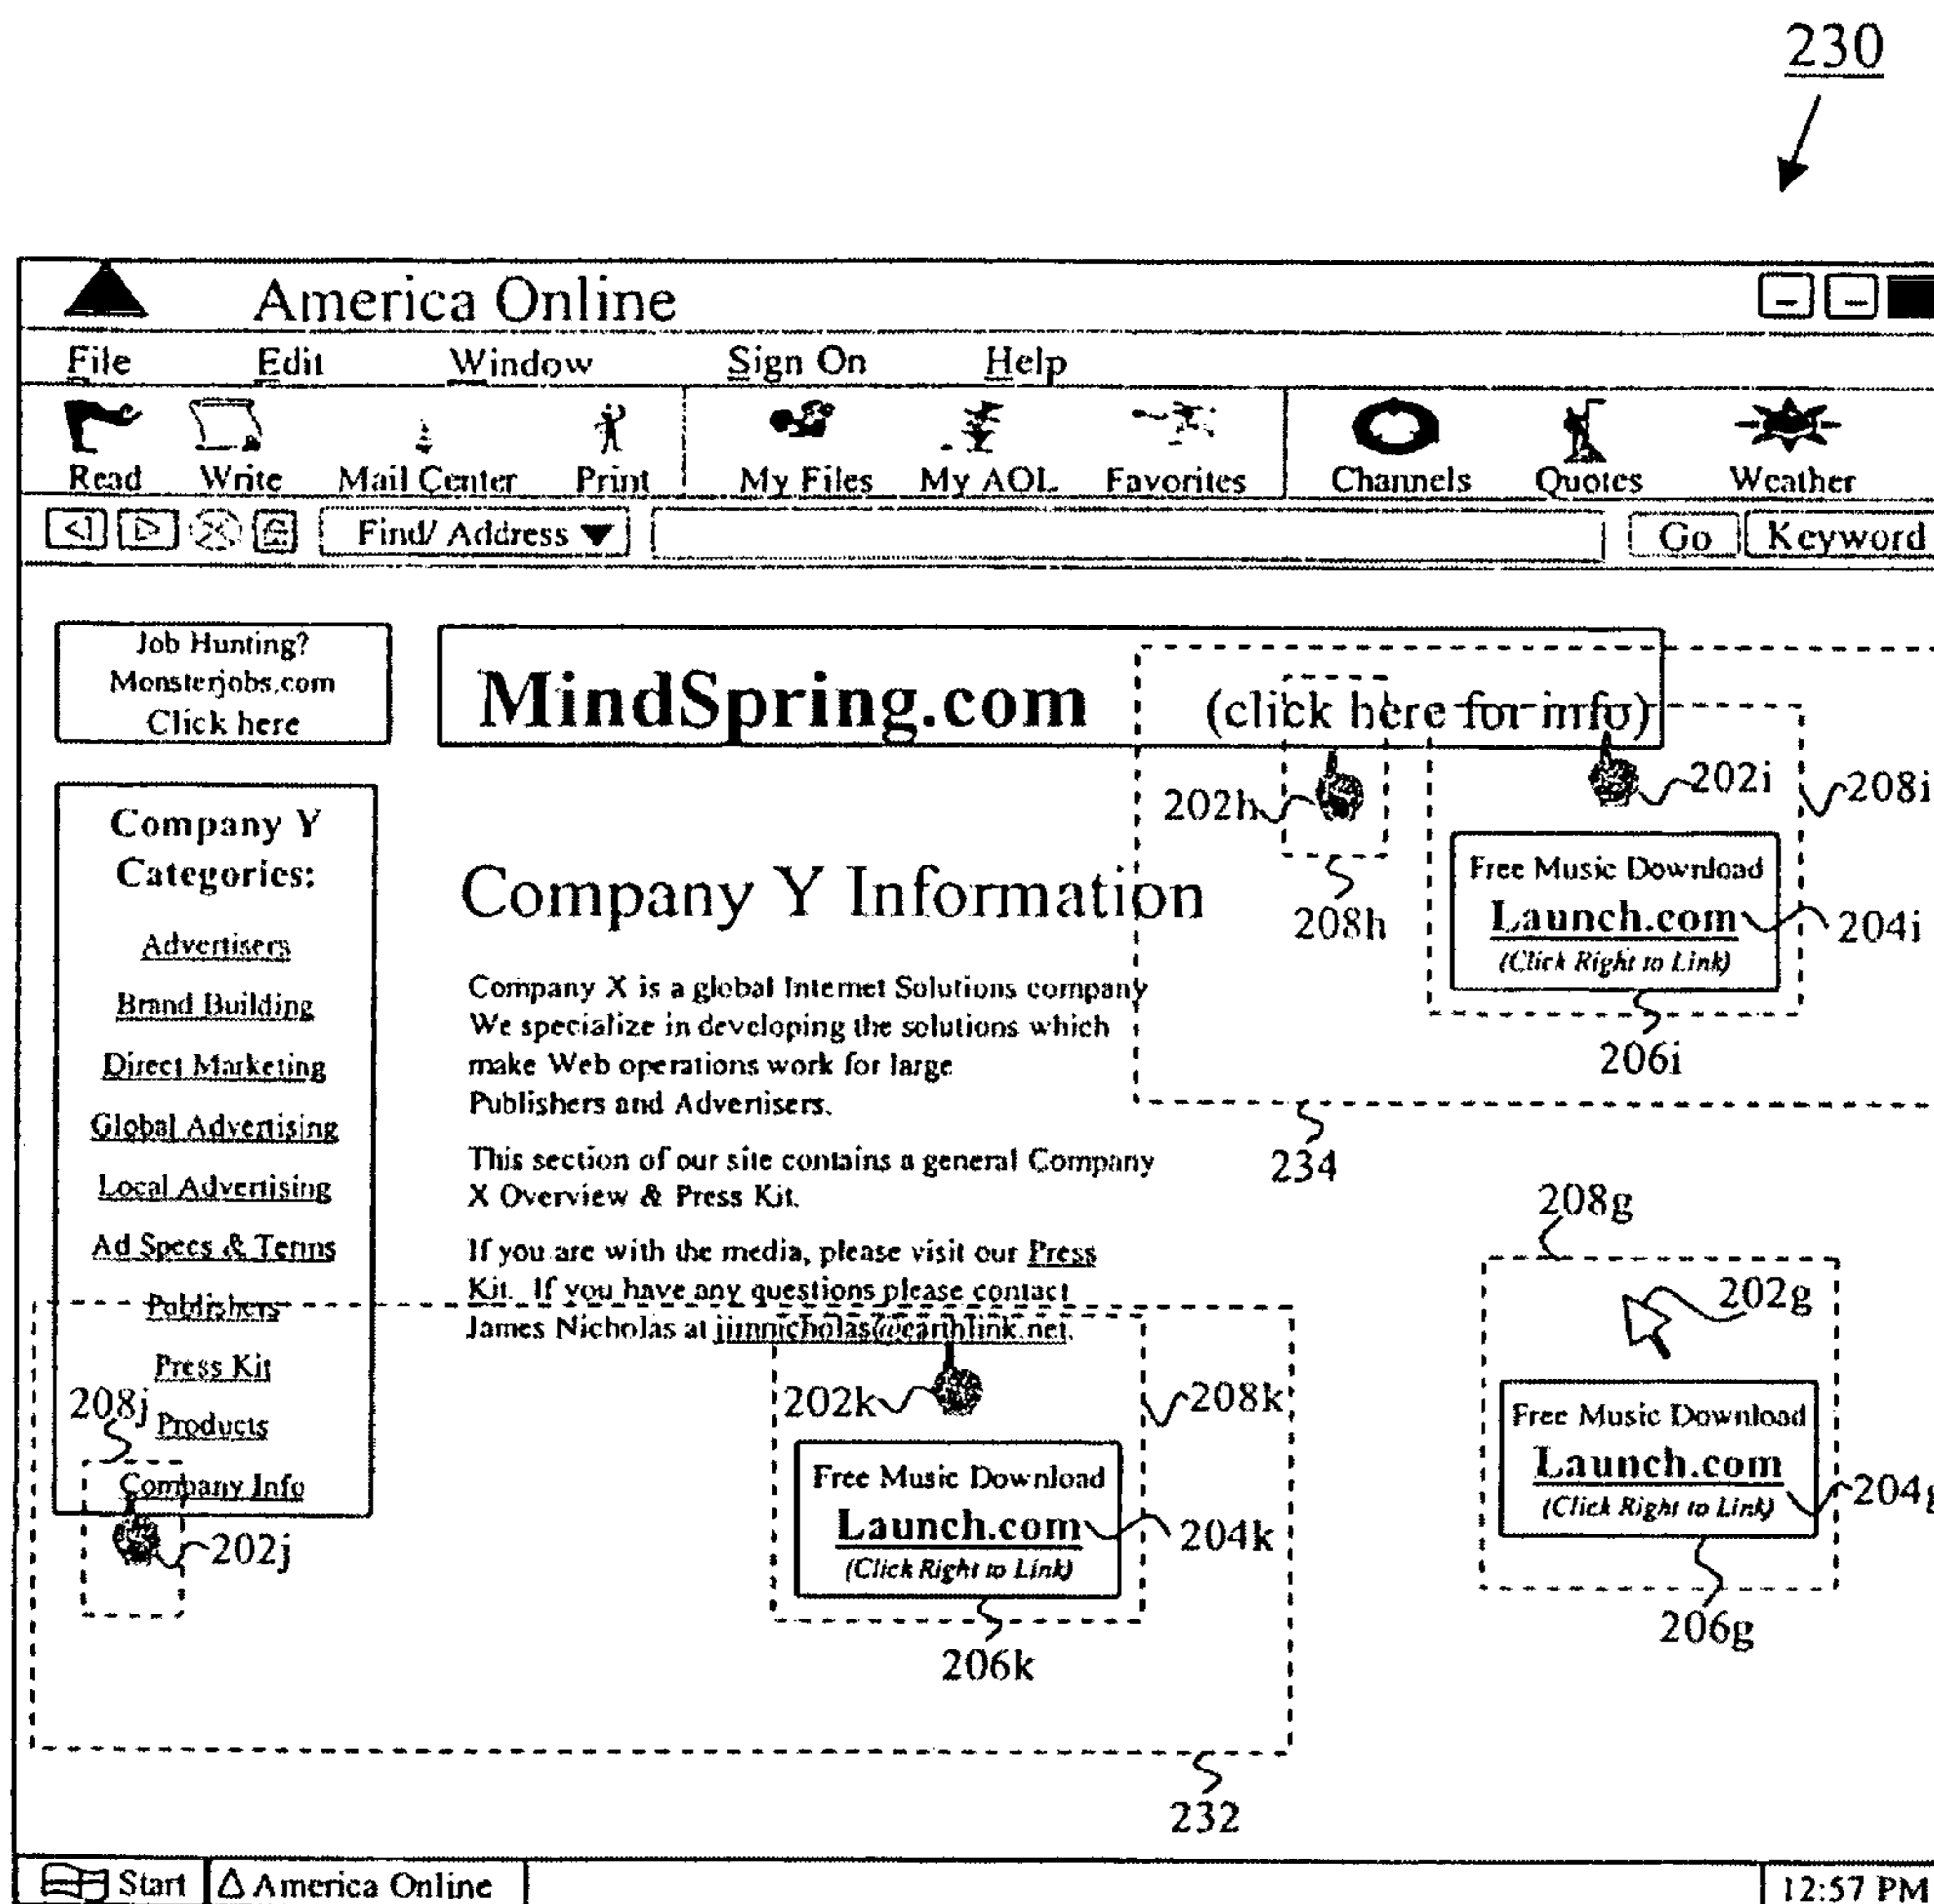 230
America Online
File Edit Window Sign On Help
Read Write Mail Center Print My Files My AOL Favorites Channels Quotes Weather
Find/ Address Go Keyword
Job Hunting?
Monsterjobs.com
Click here
MindSpring.com (click here for info)
202h 202i 208i
208h
Free Music Download
Launch.com 204i
(Click Right to Link)
206i
234
Company Y
Categories:
Advertisers
Brand Building
Direct Marketing
Global Advertising
Local Advertising
Ad Specs & Terms
Publishers
Press Kit
Products
Company Info
208j
202j
Company Y Information
Company X is a global Internet Solutions company
We specialize in developing the solutions which
make Web operations work for large
Publishers and Advertisers.
This section of our site contains a general Company
X Overview & Press Kit.
If you are with the media, please visit our Press
Kit. If you have any questions please contact
James Nicholas at jimnicholas@earthlink.net.
202k 208k
Free Music Download
Launch.com 204k
(Click Right to Link)
206k
208g
202g
Free Music Download
Launch.com 204g
(Click Right to Link)
206g
232
Start America Online 12:57 PM